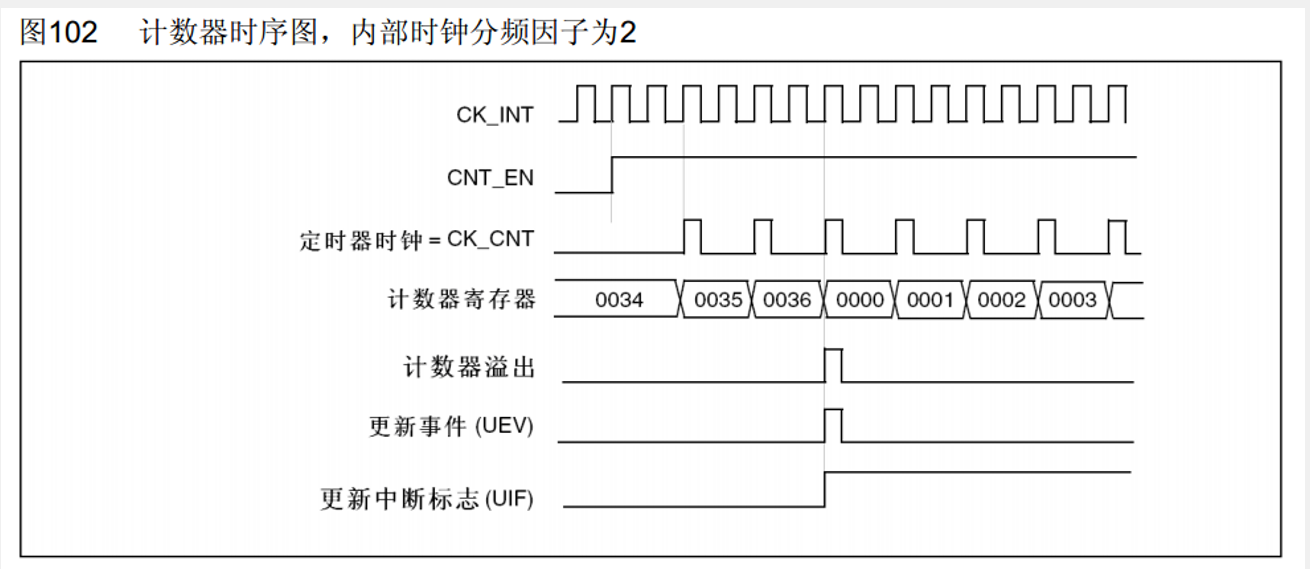 图102 计数器时序图，内部时钟分频因子为2
CK_INT
CNT_EN
定时器时钟 = CK_CNT
计数器寄存器 0034 0035 0036 0000 0001 0002 0003
计数器溢出
更新事件 (UEV)
更新中断标志 (UIF)